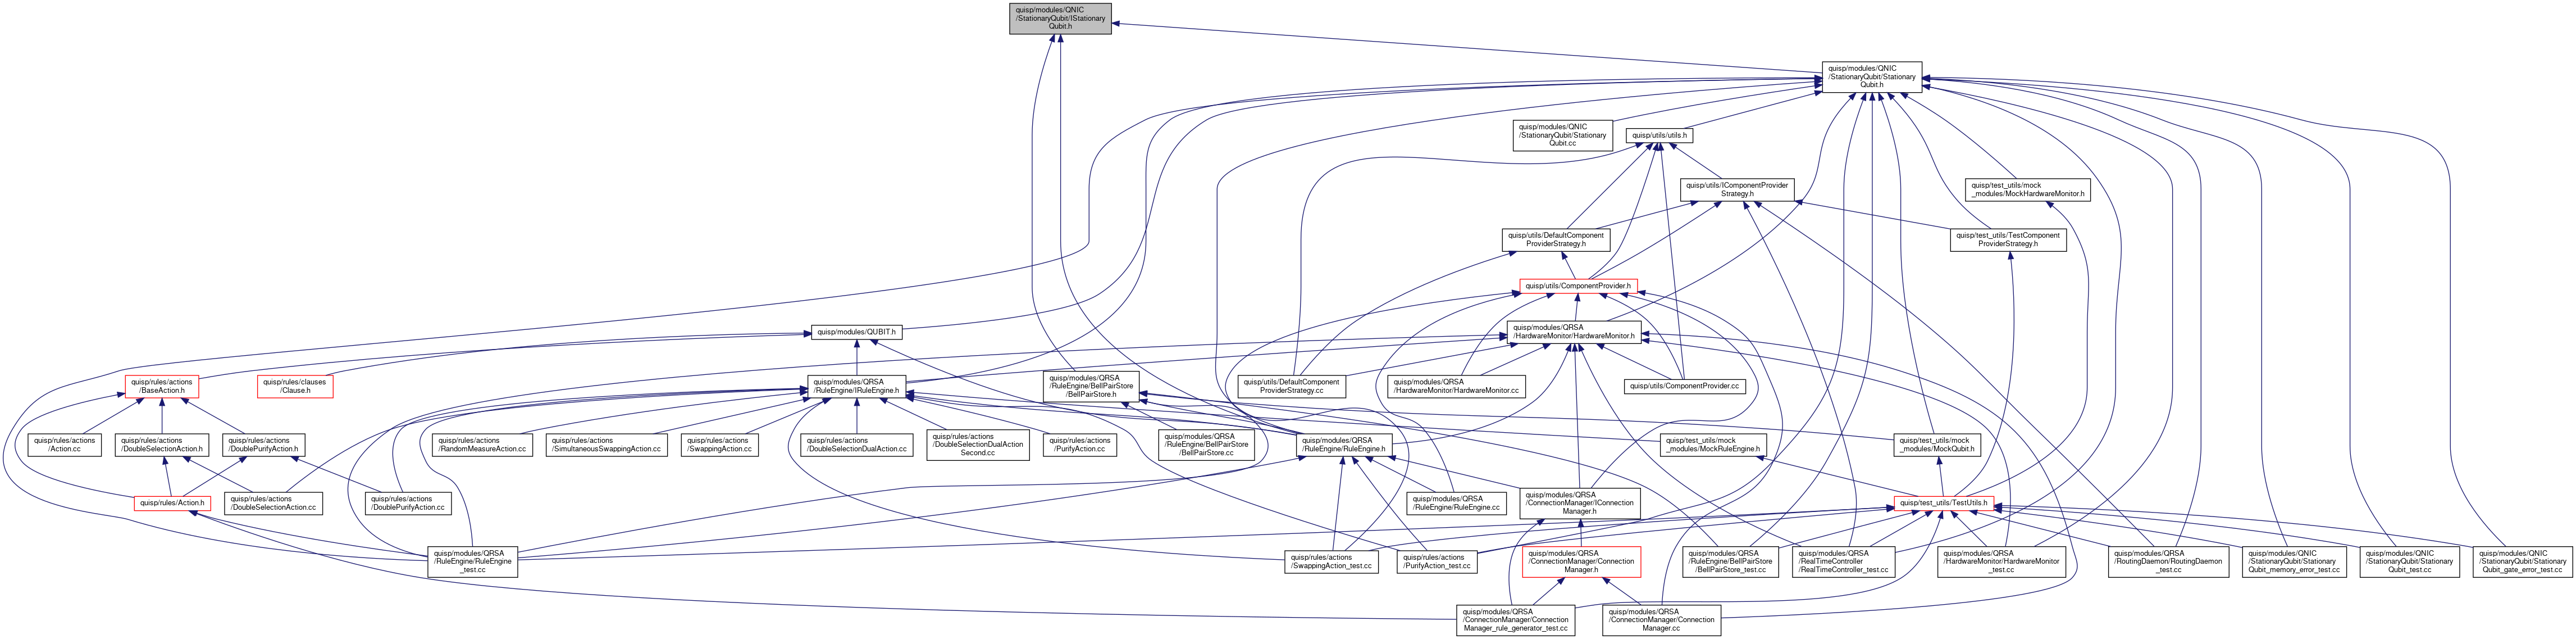 quisp/modules/QNIC
/StationaryQubit/IStationary
Qubit.h
quisp/modules/QNIC
/StationaryQubit/Stationary
Qubit.h
quisp/modules/QNIC
/StationaryQubit/Stationary
Qubit.cc
quisp/utils/utils.h
quisp/utils/IComponentProvider
Strategy.h
quisp/test_utils/mock
_modules/MockHardwareMonitor.h
quisp/utils/DefaultComponent
ProviderStrategy.h
quisp/test_utils/TestComponent
ProviderStrategy.h
quisp/utils/ComponentProvider.h
quisp/modules/QUBIT.h
quisp/modules/QRSA
/HardwareMonitor/HardwareMonitor.h
quisp/rules/actions
/BaseAction.h
quisp/rules/clauses
/Clause.h
quisp/modules/QRSA
/RuleEngine/IRuleEngine.h
quisp/modules/QRSA
/RuleEngine/BellPairStore
/BellPairStore.h
quisp/utils/DefaultComponent
ProviderStrategy.cc
quisp/modules/QRSA
/HardwareMonitor/HardwareMonitor.cc
quisp/utils/ComponentProvider.cc
quisp/rules/actions
/Action.cc
quisp/rules/actions
/DoubleSelectionAction.h
quisp/rules/actions
/DoublePurifyAction.h
quisp/rules/actions
/RandomMeasureAction.cc
quisp/rules/actions
/SimultaneousSwappingAction.cc
quisp/rules/actions
/SwappingAction.cc
quisp/rules/actions
/DoubleSelectionDualAction.cc
quisp/rules/actions
/DoubleSelectionDualAction
Second.cc
quisp/rules/actions
/PurifyAction.cc
quisp/modules/QRSA
/RuleEngine/BellPairStore
/BellPairStore.cc
quisp/modules/QRSA
/RuleEngine/RuleEngine.h
quisp/test_utils/mock
_modules/MockRuleEngine.h
quisp/test_utils/mock
_modules/MockQubit.h
quisp/rules/Action.h
quisp/rules/actions
/DoubleSelectionAction.cc
quisp/rules/actions
/DoublePurifyAction.cc
quisp/modules/QRSA
/RuleEngine/RuleEngine.cc
quisp/modules/QRSA
/ConnectionManager/IConnection
Manager.h
quisp/test_utils/TestUtils.h
quisp/modules/QRSA
/RuleEngine/RuleEngine
_test.cc
quisp/rules/actions
/SwappingAction_test.cc
quisp/rules/actions
/PurifyAction_test.cc
quisp/modules/QRSA
/ConnectionManager/Connection
Manager.h
quisp/modules/QRSA
/RuleEngine/BellPairStore
/BellPairStore_test.cc
quisp/modules/QRSA
/RealTimeController
/RealTimeController_test.cc
quisp/modules/QRSA
/HardwareMonitor/HardwareMonitor
_test.cc
quisp/modules/QRSA
/RoutingDaemon/RoutingDaemon
_test.cc
quisp/modules/QNIC
/StationaryQubit/Stationary
Qubit_memory_error_test.cc
quisp/modules/QNIC
/StationaryQubit/Stationary
Qubit_test.cc
quisp/modules/QNIC
/StationaryQubit/Stationary
Qubit_gate_error_test.cc
quisp/modules/QRSA
/ConnectionManager/Connection
Manager_rule_generator_test.cc
quisp/modules/QRSA
/ConnectionManager/Connection
Manager.cc